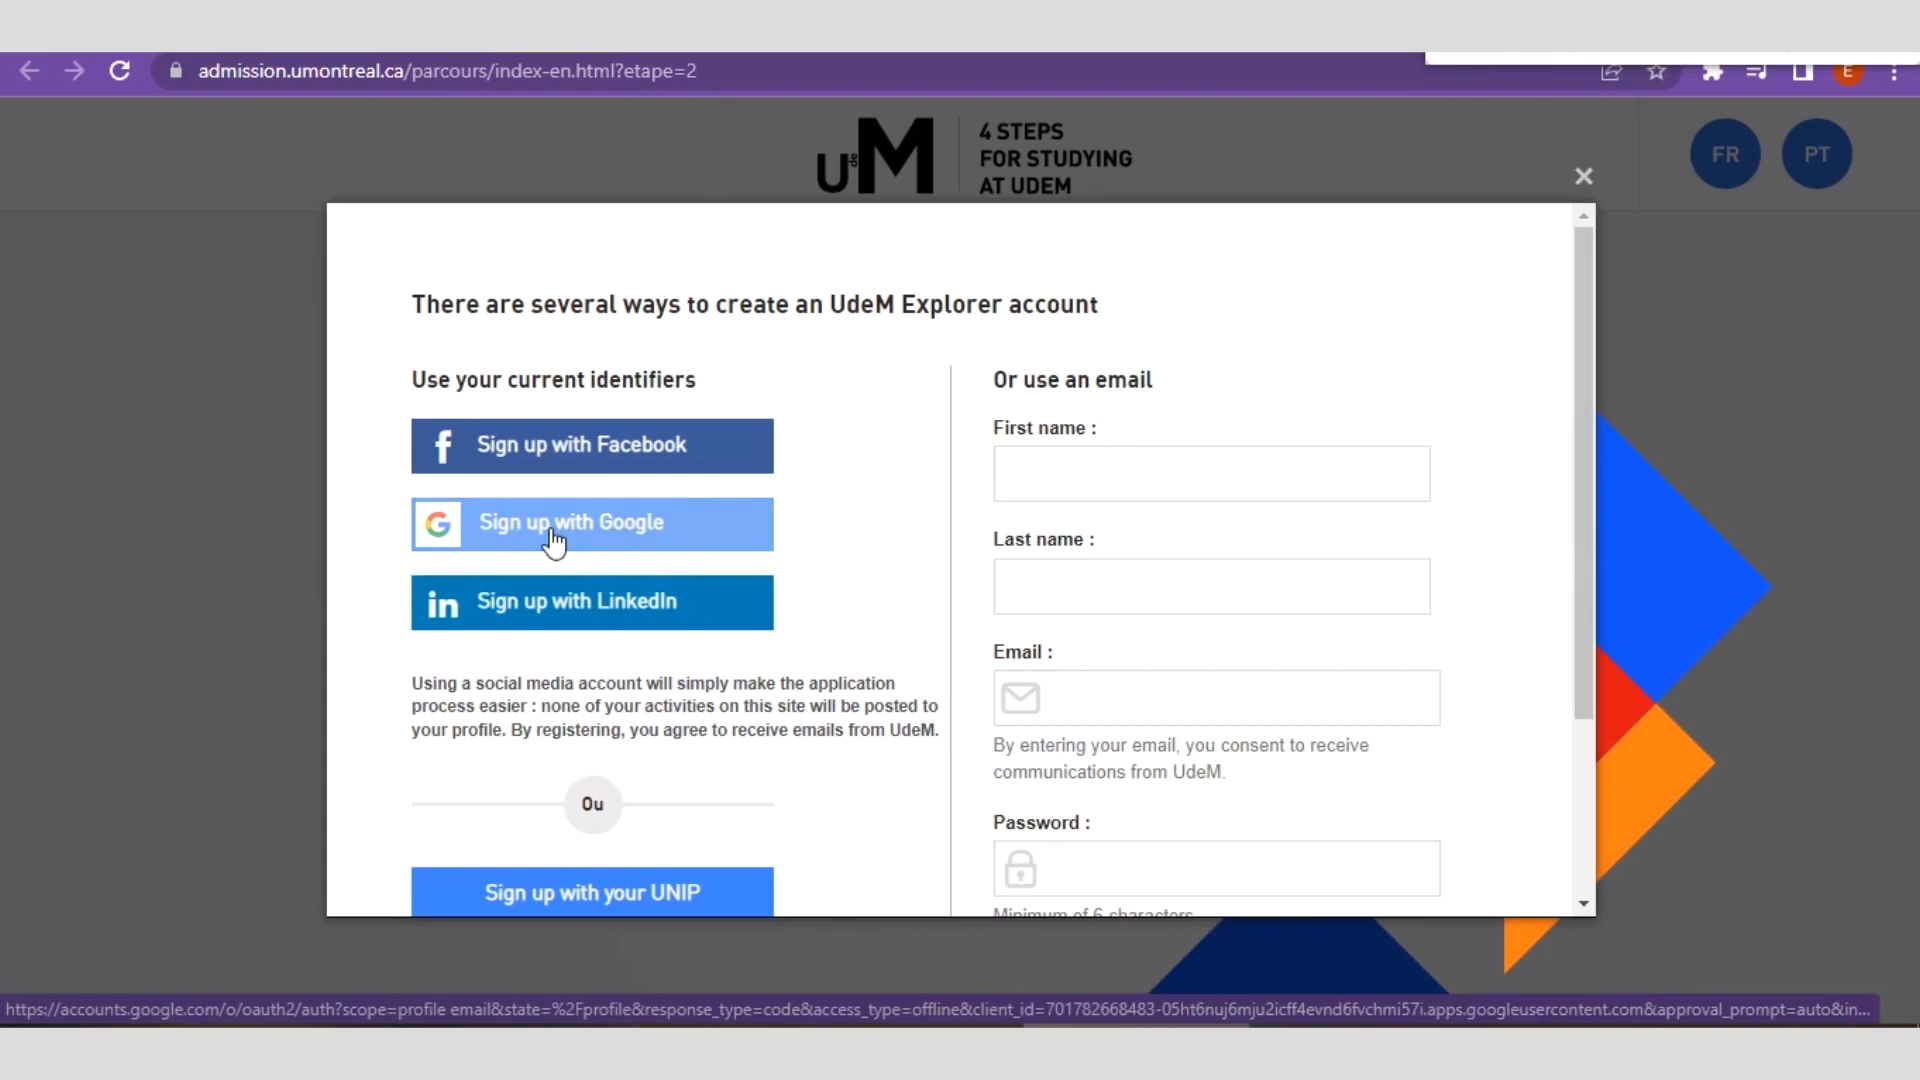 admission.umontreal.ca/parcours/index-en.html?etape=2
E
UdeM
4 STEPS
FOR STUDYING
AT UDEM
FR
PT
There are several ways to create an UdeM Explorer account
Use your current identifiers
Sign up with Facebook
Sign up with Google
Sign up with LinkedIn
Using a social media account will simply make the application
process easier : none of your activities on this site will be posted to
your profile. By registering, you agree to receive emails from UdeM.
Ou
Sign up with your UNIP
Or use an email
First name :
Last name :
Email :
By entering your email, you consent to receive
communications from UdeM.
Password :
Minimum of 6 characters
https://accounts.google.com/o/oauth2/auth?scope=profile email&state=%2Fprofile&response_type=code&access_type=offline&client_id=701782668483-05ht6nuj6mju2icff4evnd6fvchmi57i.apps.googleusercontent.com&approval_prompt=auto&in...